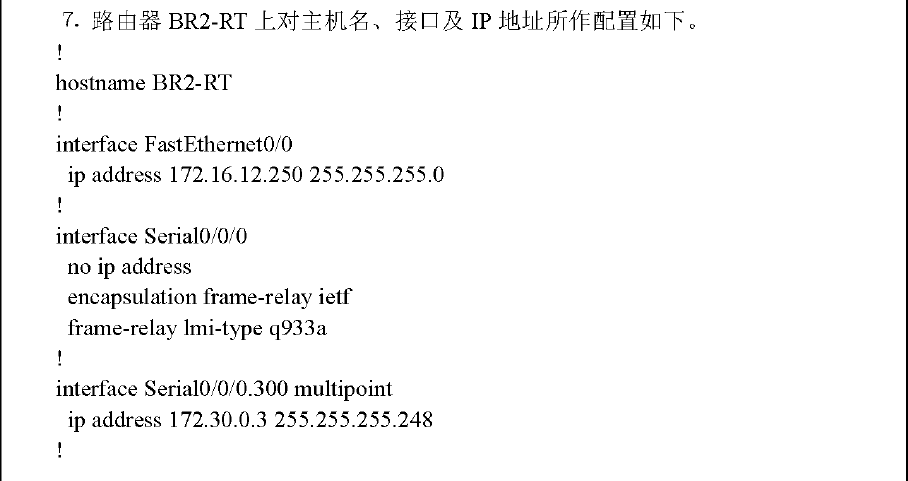 7. 路由器 BR2-RT 上对主机名、接口及 IP 地址所作配置如下。
!
hostname BR2-RT
!
interface FastEthernet0/0
ip address 172.16.12.250 255.255.255.0
!
interface Serial0/0/0
no ip address
encapsulation frame-relay ietf
frame-relay lmi-type q933a
!
interface Serial0/0/0.300 multipoint
ip address 172.30.0.3 255.255.255.248
!